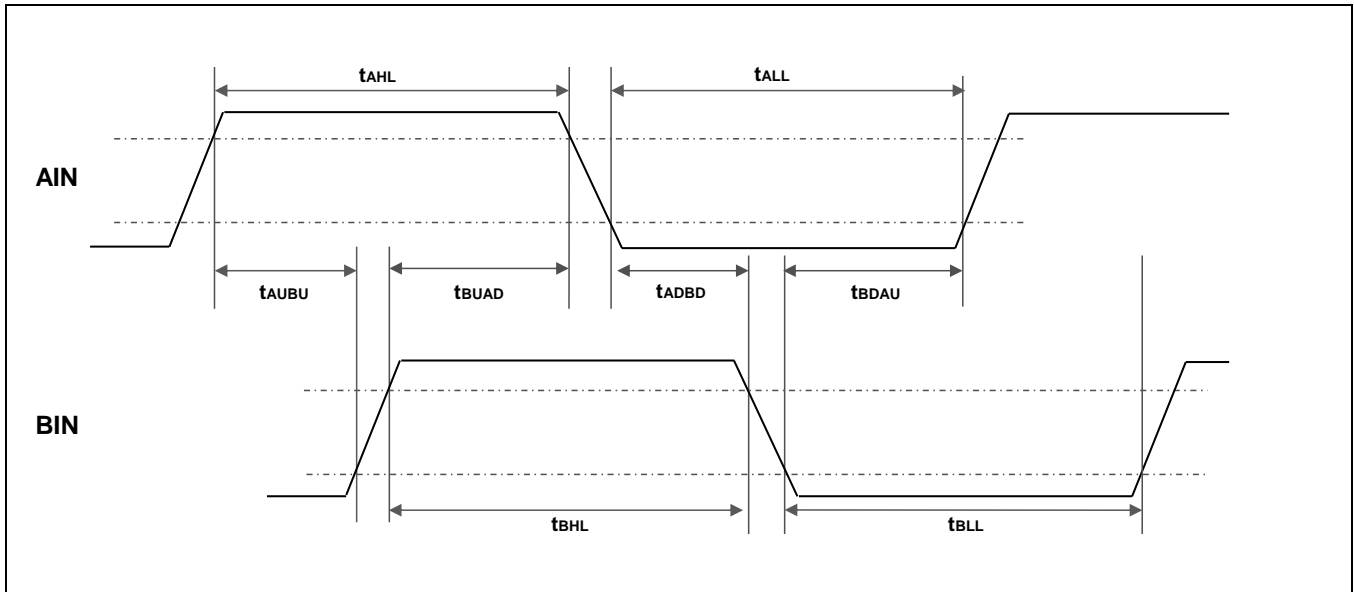 tAHL
tALL
AIN
tAUBU
tBUAD
tADBD
tBDAU
BIN
tBHL
tBLL